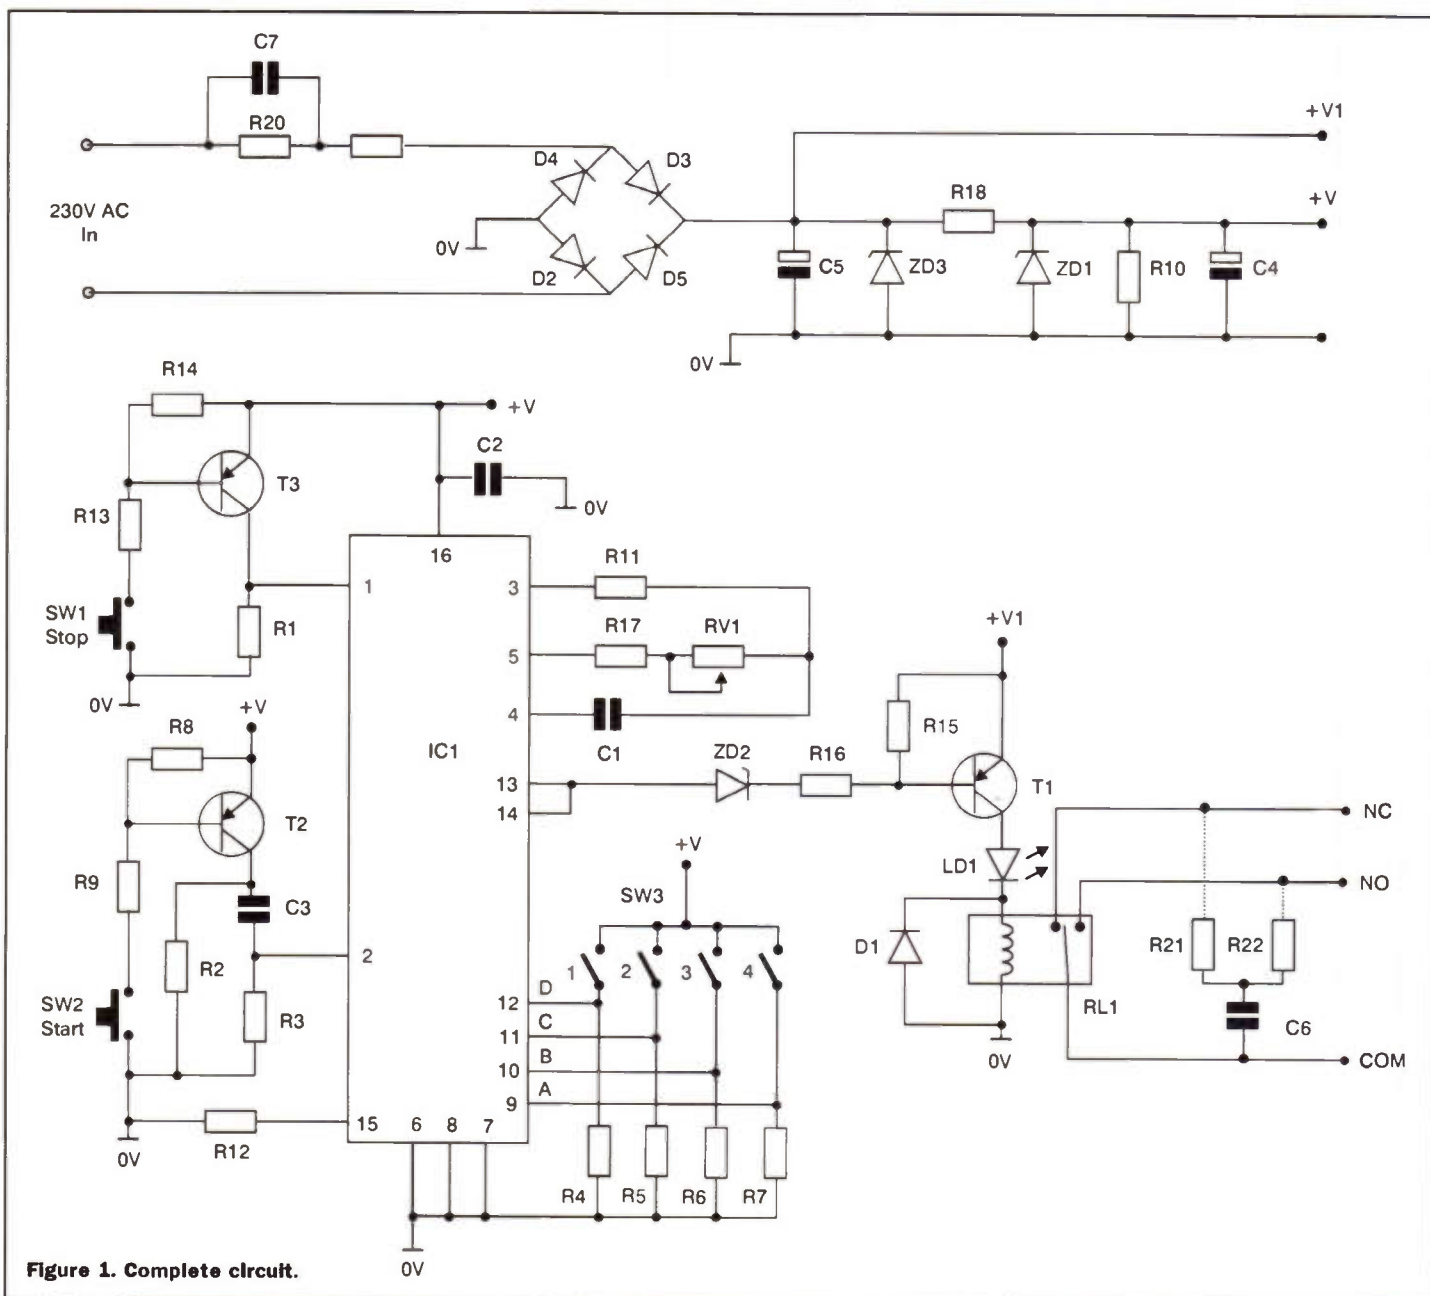 C7
R20
+V1
D4
D3
230V AC
In
R18
+V
0V
D2
D5
C5
ZD3
ZD1
R10
C4
0V
R14
+V
C2
T3
0V
R13
16
1
3
R11
SW1
Stop
R1
5
R17
RV1
+V1
0V
+V
4
R15
R8
IC1
C1
ZD2
R16
T1
13
14
T2
NC
+V
LD1
R9
C3
SW3
NO
D1
R21
R22
2
1
2
3
4
R2
D
12
RL1
SW2
Start
R3
C
11
C6
B
10
0V
A
9
COM
15
6
8
7
0V
R12
R4
R5
R6
R7
0V
Figure 1. Complete circuit.